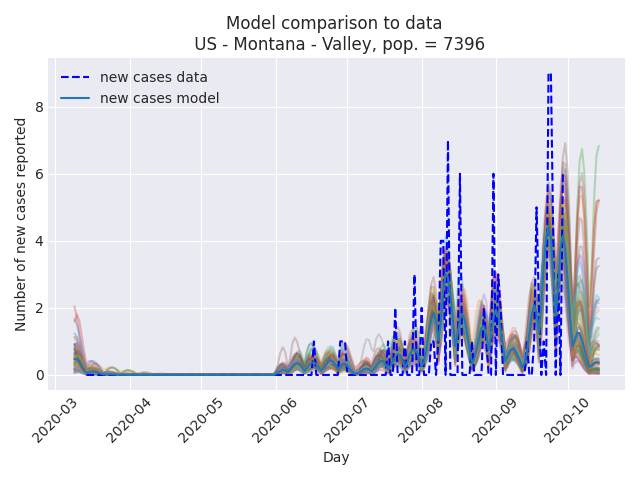 Model comparison to data
US - Montana - Valley, pop. = 7396
new cases data
new cases model
Number of new cases reported
8
6
4
2
0
2020-03
2020-04
2020-05
2020-06
2020-07
2020-08
2020-09
2020-10
Day